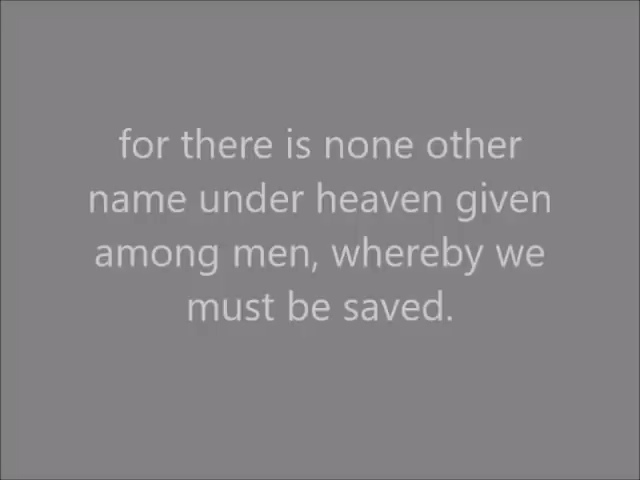 for there is none other
name under heaven given
among men, whereby we
must be saved.